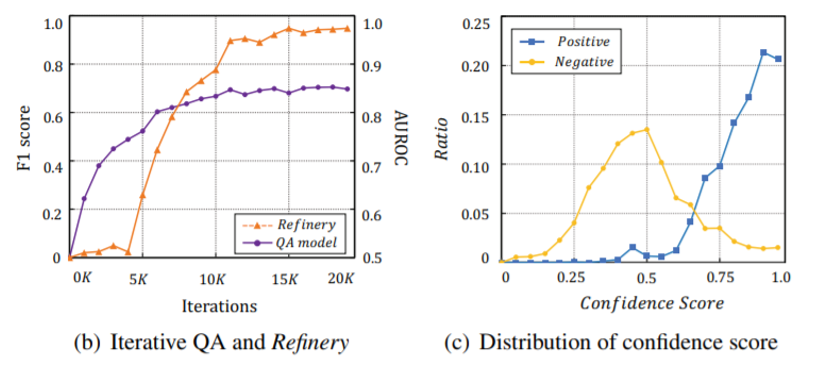 1.0
0.8
0.6
0.4
0.2
0
F1 score
1.0
0.9
0.8
0.7
0.6
0.5
AUROC
Refinery
QA model
0K 5K 10K 15K 20K
Iterations
(b) Iterative QA and Refinery
0.25
0.20
0.15
0.10
0.05
0
Ratio
Positive
Negative
0 0.25 0.5 0.75 1.0
Confidence Score
(c) Distribution of confidence score